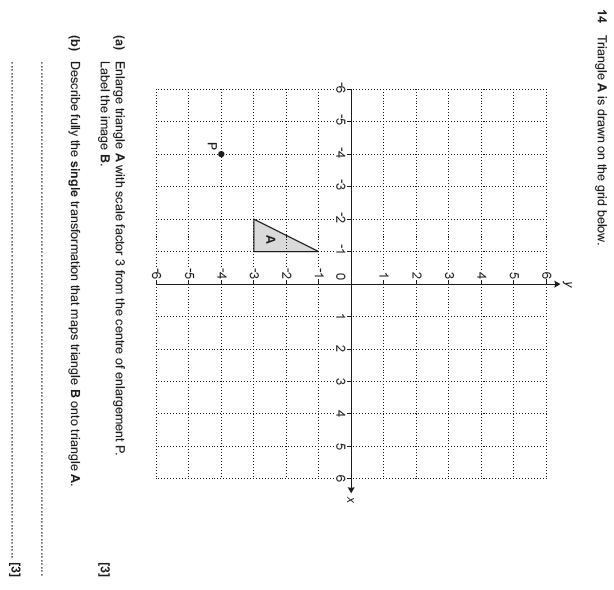 14 Triangle A is drawn on the grid below.
y
6
5
4
3
2
1
-6 -5 -4 -3 -2 -1 0 1 2 3 4 5 6 x
-1
A
-2
-3
P
-4
-5
-6
(a) Enlarge triangle A with scale factor 3 from the centre of enlargement P.
Label the image B. [3]
(b) Describe fully the single transformation that maps triangle B onto triangle A.
[3]